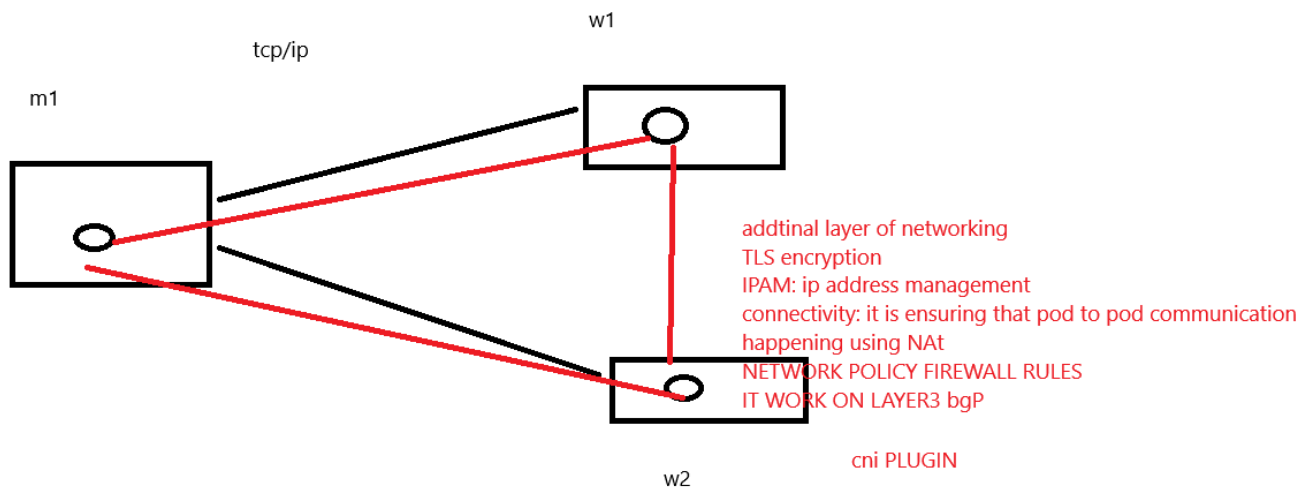 w1
tcp/ip
m1
addtinal layer of networking
TLS encryption
IPAM: ip address management
connectivity: it is ensuring that pod to pod communication
happening using NAt
NETWORK POLICY FIREWALL RULES
IT WORK ON LAYER3 bgP
cni PLUGIN
w2